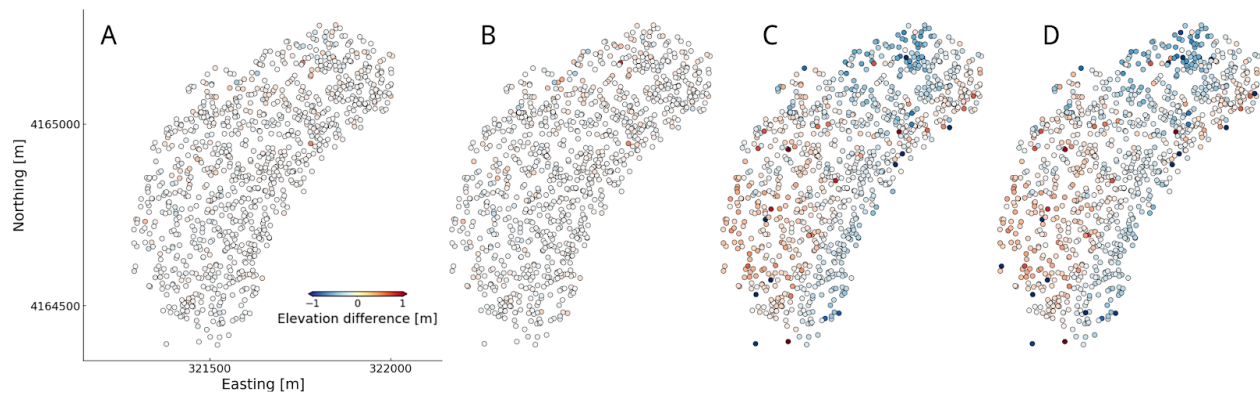 A
B
C
D
Northing [m]
4165000
4164500
−1
0
1
Elevation difference [m]
321500
322000
Easting [m]